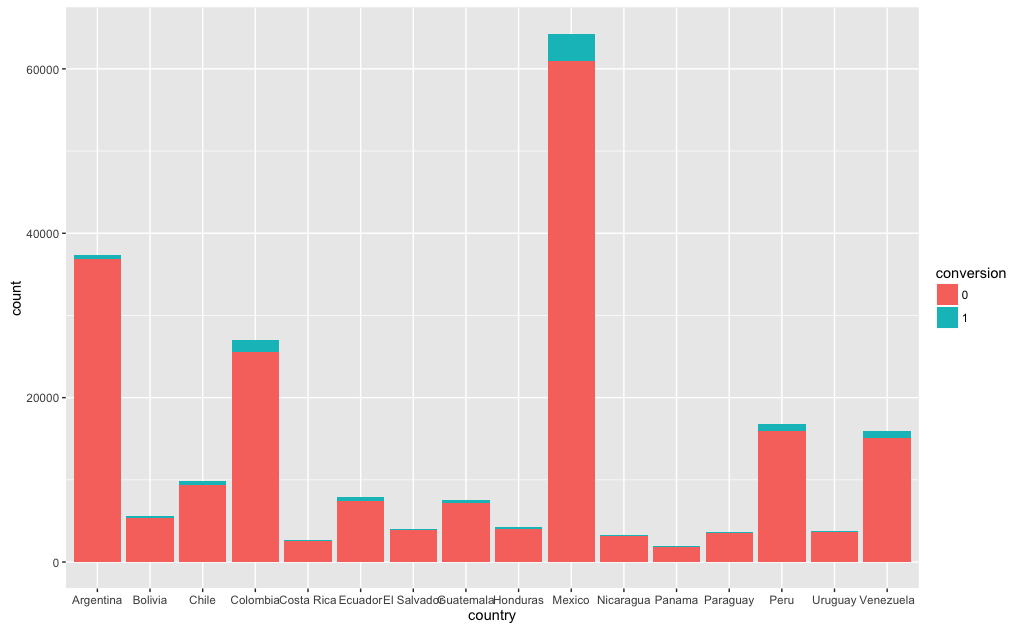 60000
40000
20000
0
count
Argentina Bolivia Chile Colombia Costa Rica Ecuador El Salvador Guatemala Honduras Mexico Nicaragua Panama Paraguay Peru Uruguay Venezuela
country
conversion
0
1